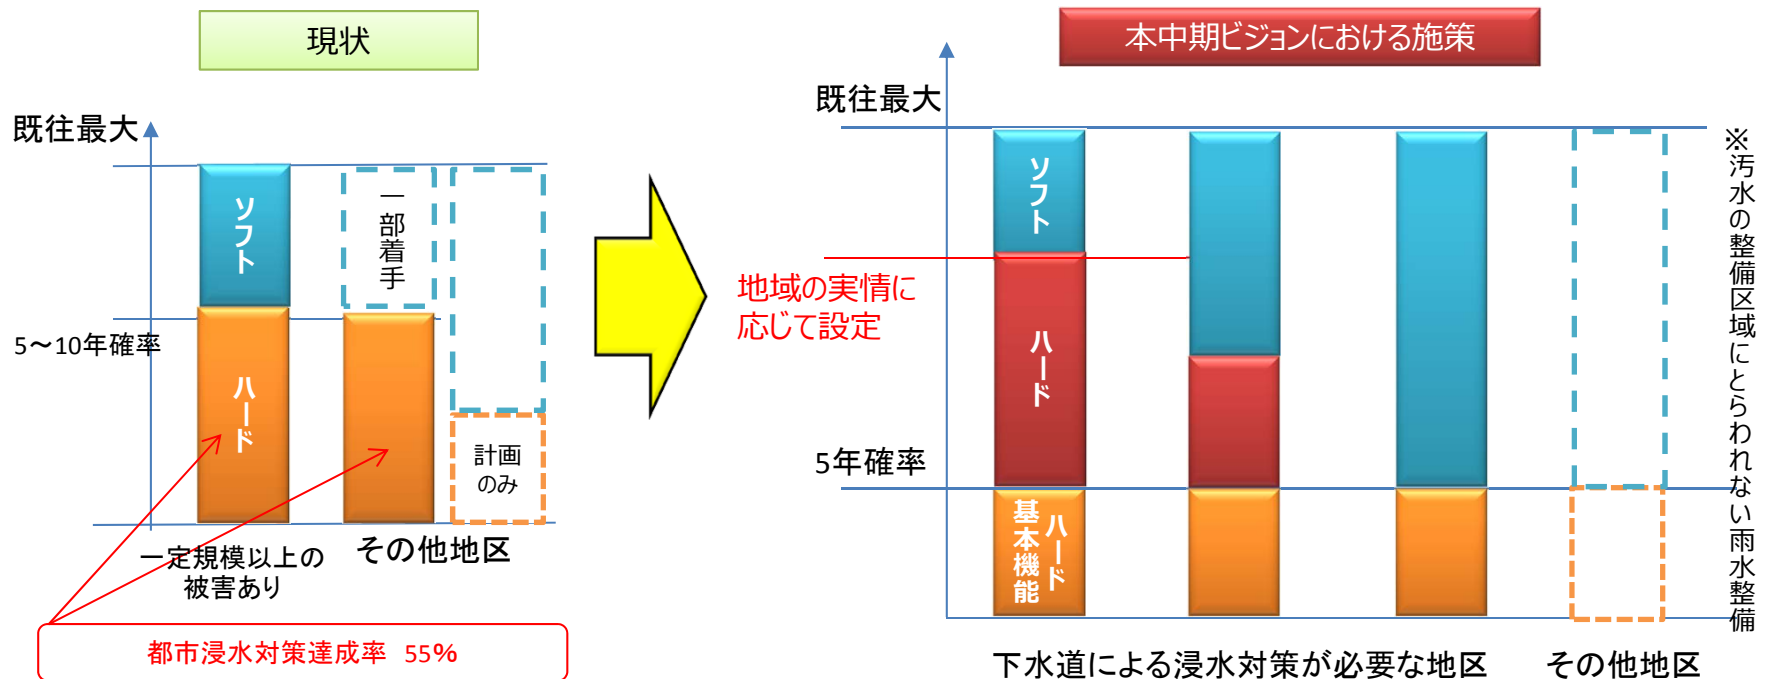 現状
既往最大
ソフト
一部着手
5～10年確率
ハード
計画
のみ
一定規模以上の
被害あり
その他地区
都市浸水対策達成率 55%
本中期ビジョンにおける施策
既往最大
ソフト
地域の実情に
応じて設定
ハード
5年確率
ハード
基本機能
下水道による浸水対策が必要な地区
その他地区
※汚水の整備区域にとらわれない雨水整備